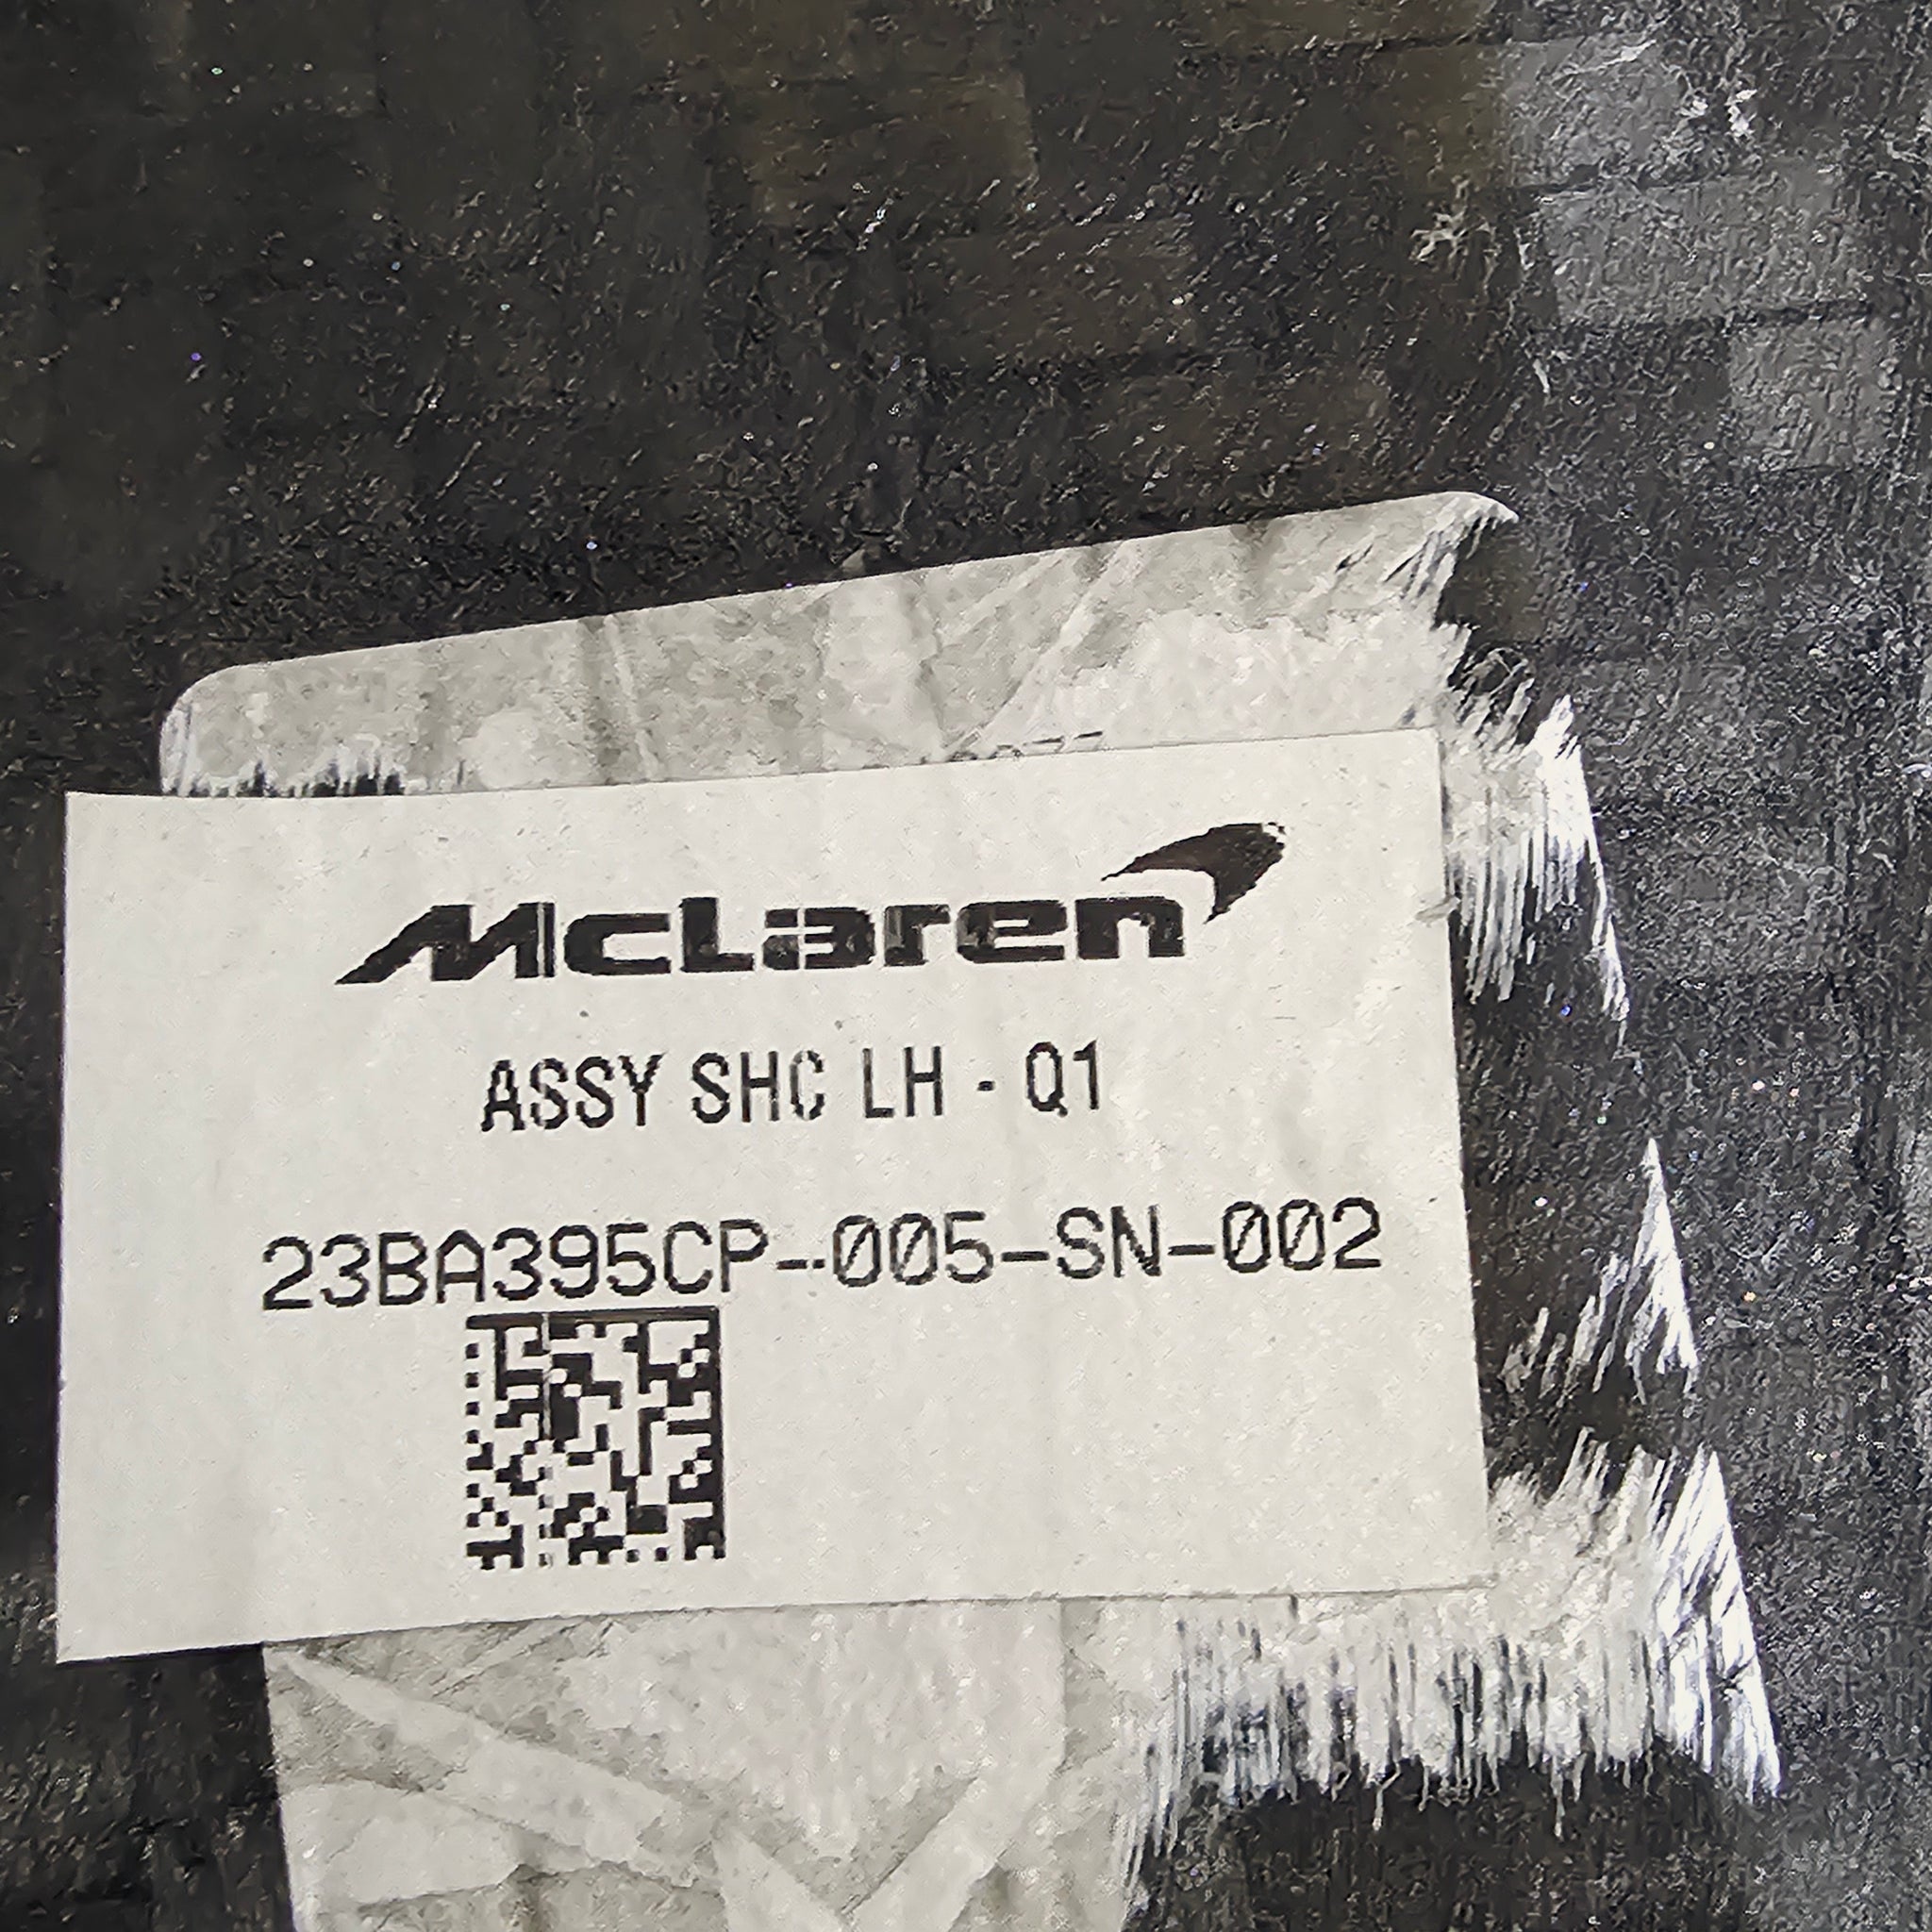 McLaren
ASSY SHC LH - Q1
23BA395CP-005-SN-002